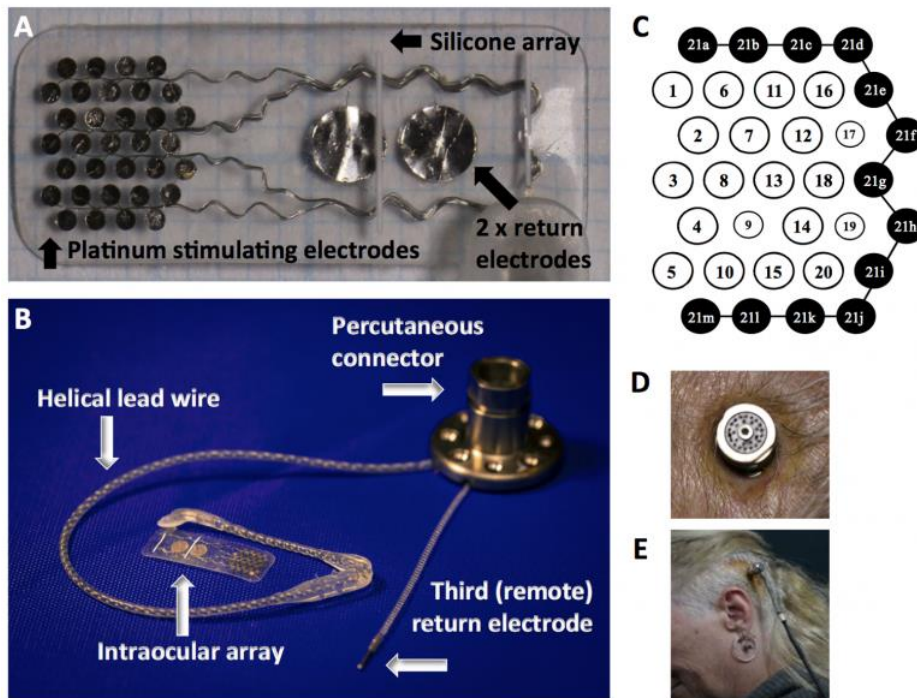 A
Silicone array
Platinum stimulating electrodes
2 x return
electrodes
B
Percutaneous
connector
Helical lead wire
Third (remote)
return electrode
Intraocular array
C
21a 21b 21c 21d
1 6 11 16 21e
2 7 12 17 21f
3 8 13 18 21g
4 9 14 19 21h
5 10 15 20 21i
21m 21l 21k 21j
D
E